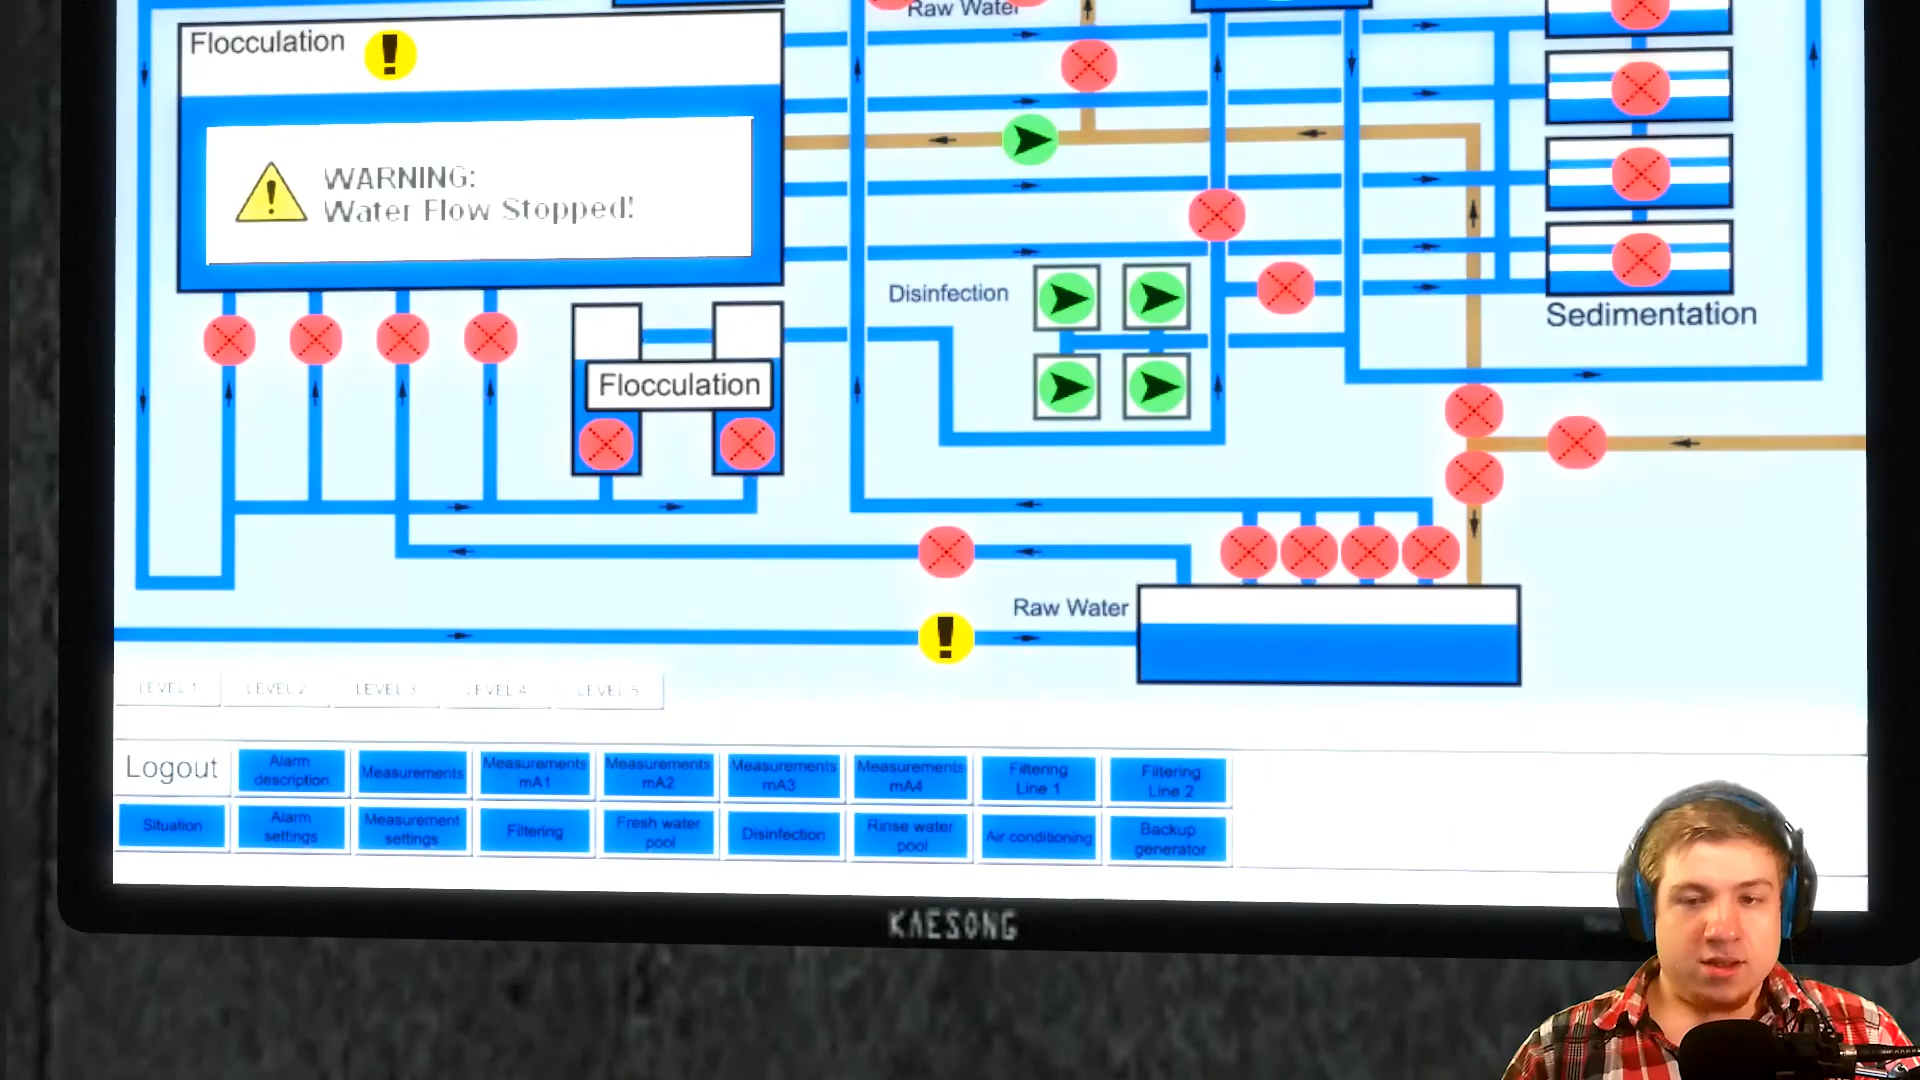 Raw Water
Flocculation
WARNING:
Water Flow Stopped!
Disinfection
Sedimentation
Flocculation
Raw Water
LEVEL 1 LEVEL 2 LEVEL 3 LEVEL 4 LEVEL 5
Logout
Alarm
description
Measurements
Measurements
mA1
Measurements
mA2
Measurements
mA3
Measurements
mA4
Filtering
Line 1
Filtering
Line 2
Situation
Alarm
settings
Measurement
settings
Filtering
Fresh water
pool
Disinfection
Rinse water
pool
Air conditioning
Backup
generator
KAESONG